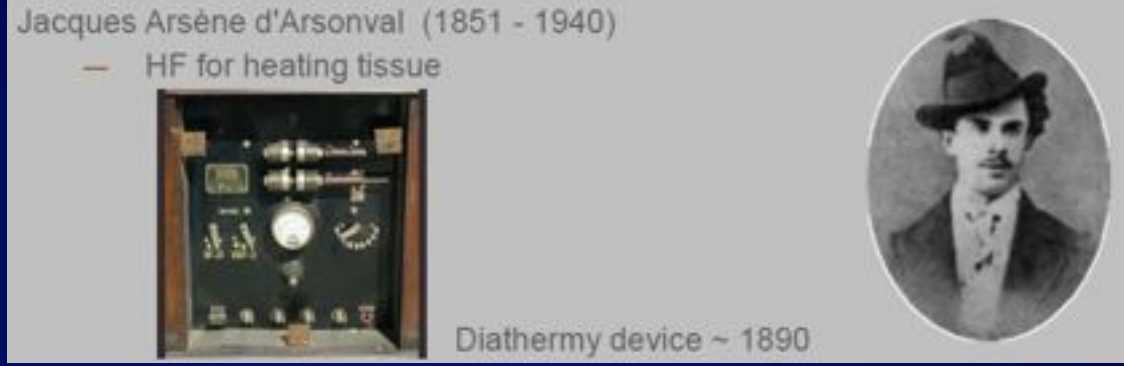 Jacques Arsène d'Arsonval (1851 - 1940)
— HF for heating tissue
Diathermy device ~ 1890